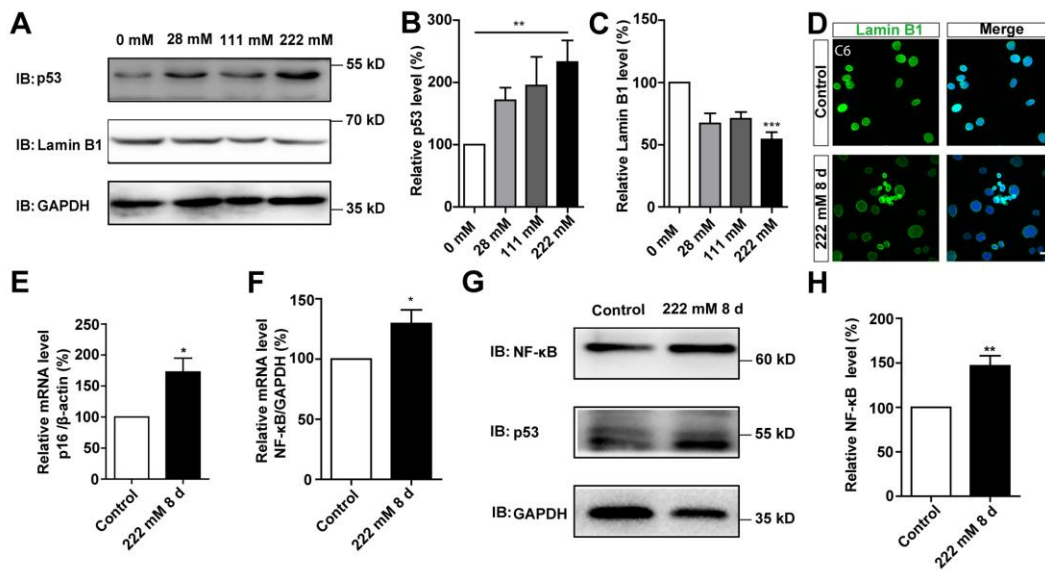 A
0 mM 28 mM 111 mM 222 mM
IB: p53
55 kD
70 kD
IB: Lamin B1
IB: GAPDH
35 kD
B
Relative p53 level (%)
300
200
100
0
**
0 mM
28 mM
111 mM
222 mM
C
Relative Lamin B1 level (%)
150
100
50
0
***
0 mM
28 mM
111 mM
222 mM
D
Lamin B1 Merge
C6
Control
222 mM 8 d
E
Relative mRNA level
p16 /β-actin (%)
250
200
150
100
50
0
*
Control
222 mM 8 d
F
Relative mRNA level
NF-κB/GAPDH (%)
150
100
50
0
*
Control
222 mM 8 d
G
Control 222 mM 8 d
IB: NF-κB
60 kD
IB: p53
55 kD
IB: GAPDH
35 kD
H
Relative NF-κB level (%)
200
150
100
50
0
**
Control
222 mM 8 d